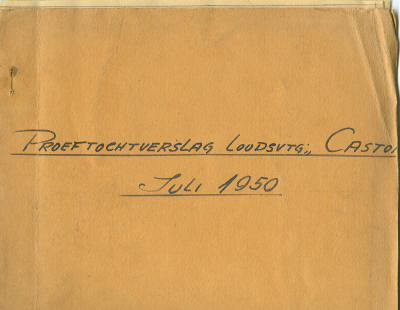 PROEFTOCHTVERSLAG LOODSVTG: „ CASTO
JULI 1950